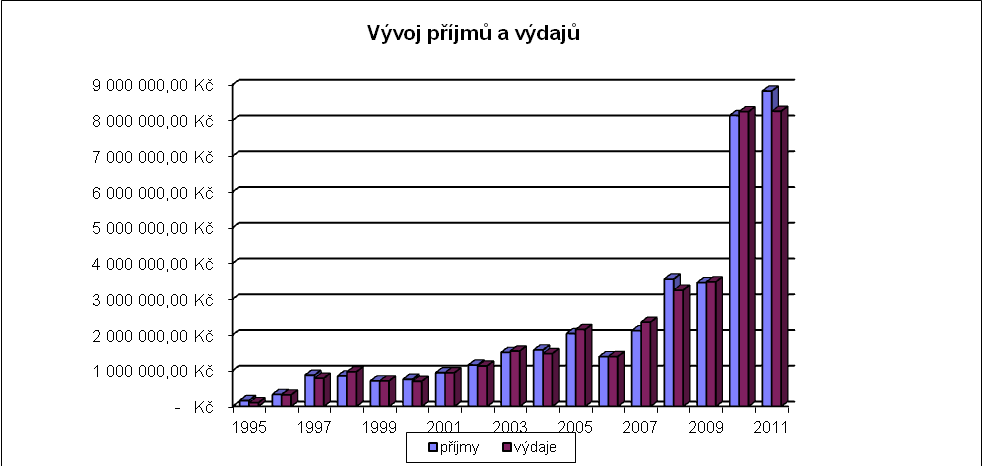 Vývoj příjmů a výdajů
9 000 000,00 Kč
8 000 000,00 Kč
7 000 000,00 Kč
6 000 000,00 Kč
5 000 000,00 Kč
4 000 000,00 Kč
3 000 000,00 Kč
2 000 000,00 Kč
1 000 000,00 Kč
- Kč
1995 1997 1999 2001 2003 2005 2007 2009 2011
příjmy výdaje